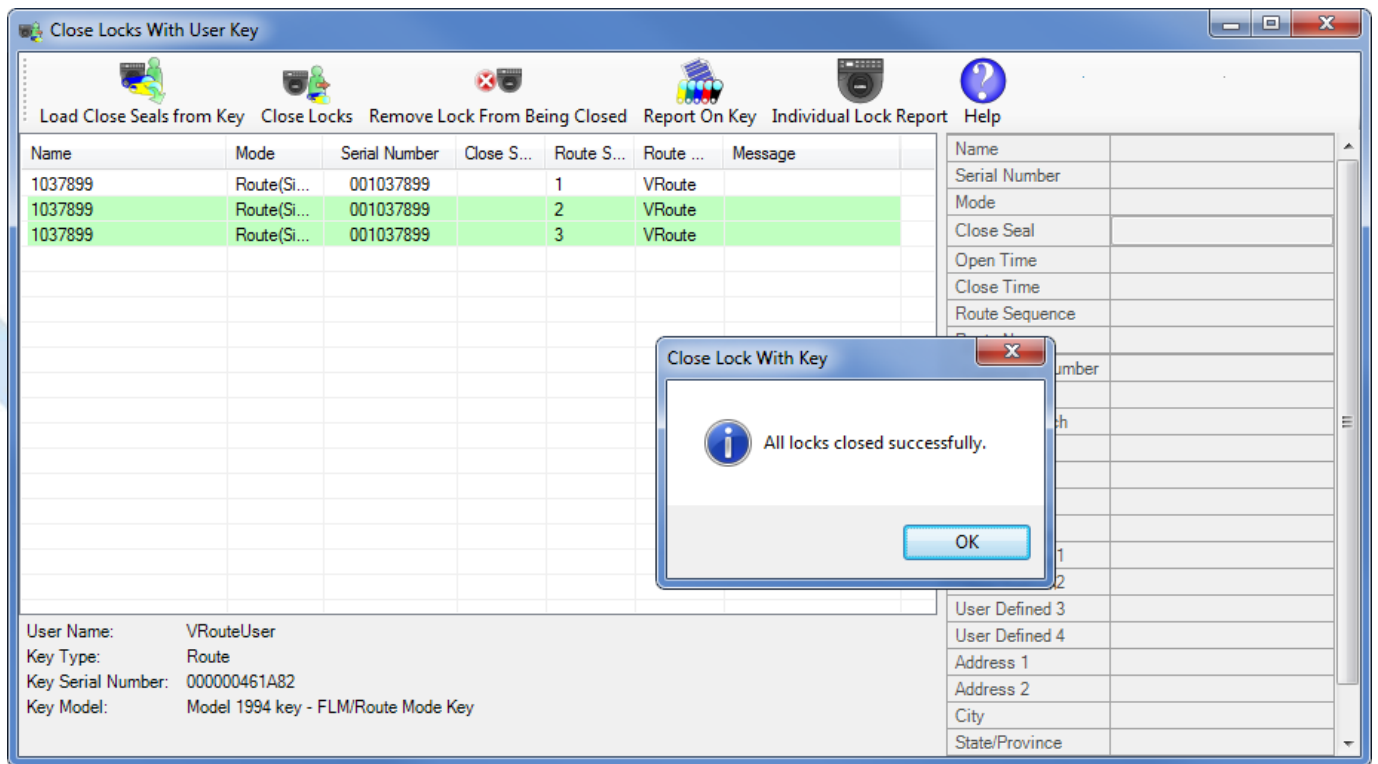 Close Locks With User Key
Load Close Seals from Key Close Locks Remove Lock From Being Closed Report On Key Individual Lock Report Help
Name Mode Serial Number Close S... Route S... Route ... Message
1037899 Route(Si... 001037899 1 VRoute
1037899 Route(Si... 001037899 2 VRoute
1037899 Route(Si... 001037899 3 VRoute
Name
Serial Number
Mode
Close Seal
Open Time
Close Time
Route Sequence
umber
ch
1
2
User Defined 3
User Defined 4
Address 1
Address 2
City
State/Province
Close Lock With Key
All locks closed successfully.
OK
User Name: VRouteUser
Key Type: Route
Key Serial Number: 000000461A82
Key Model: Model 1994 key - FLM/Route Mode Key